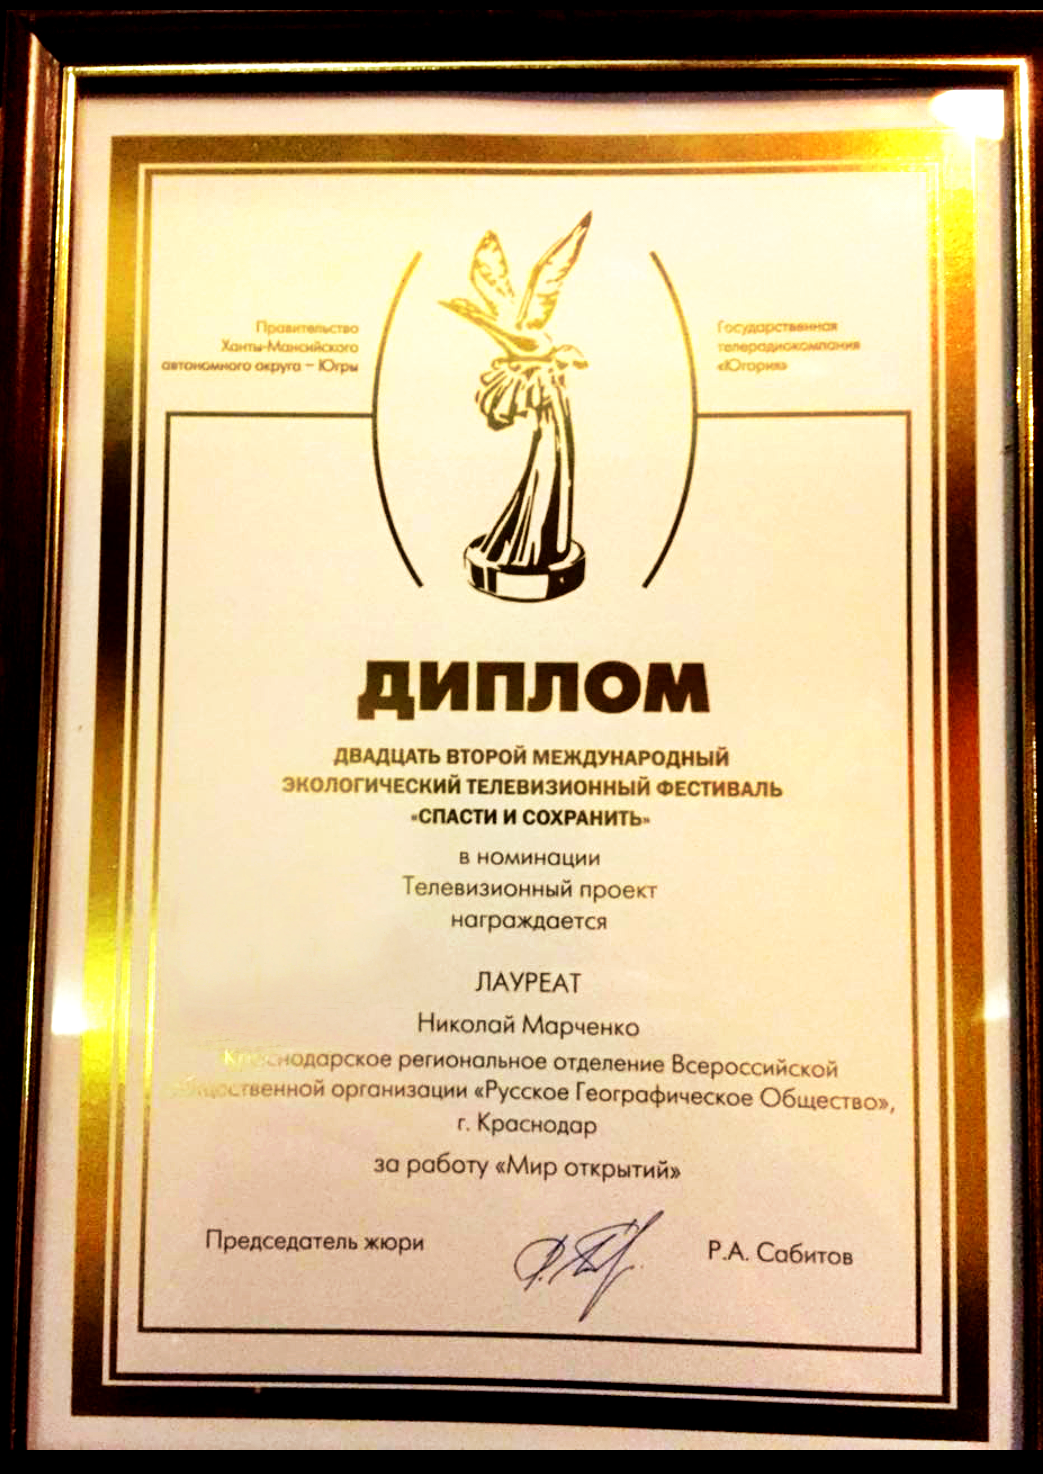 Правительство
Ханты-Мансийского
автономного округа – Югры
Государственная
телерадиокомпания
«Югория»
ДИПЛОМ
ДВАДЦАТЬ ВТОРОЙ МЕЖДУНАРОДНЫЙ
ЭКОЛОГИЧЕСКИЙ ТЕЛЕВИЗИОННЫЙ ФЕСТИВАЛЬ
«СПАСТИ И СОХРАНИТЬ»
в номинации
Телевизионный проект
награждается
ЛАУРЕАТ
Николай Марченко
Краснодарское региональное отделение Всероссийской
общественной организации «Русское Географическое Общество»,
г. Краснодар
за работу «Мир открытий»
Председатель жюри
Р.А. Сабитов